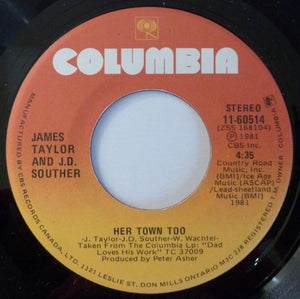 COLUMBIA
JAMES
TAYLOR
AND J.D.
SOUTHER
STEREO
11-60514
(ZSS 168104)
℗ 1981
CBS Inc.
4:35
Country Road
Music, Inc.
(BMI)/Ice Age
Music (ASCAP)
/Lead-sheetland
(BMI)
1981
HER TOWN TOO
J. Taylor-J.D. Souther-W. Wachtel-
Taken From the Columbia Lp: "Dad
Loves His Work" TC 37009
Produced by Peter Asher
MANUFACTURED BY CBS RECORDS CANADA, LTD., 1121 LESLIE ST. DON MILLS ONTARIO M3C 2J9